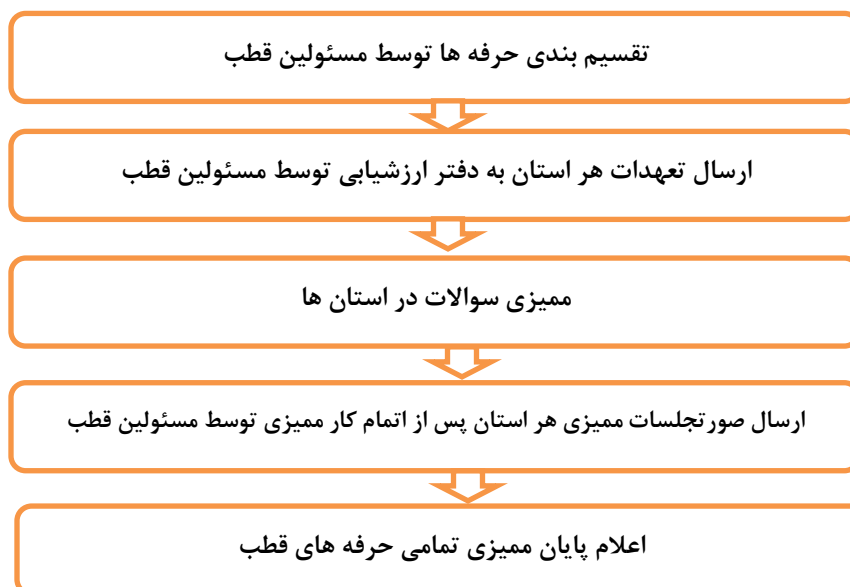 تقسیم بندی حرفه ها توسط مسئولین قطب
ارسال تعهدات هر استان به دفتر ارزشیابی توسط مسئولین قطب
ممیزی سوالات در استان ها
ارسال صورتجلسات ممیزی هر استان پس از اتمام کار ممیزی توسط مسئولین قطب
اعلام پایان ممیزی تمامی حرفه های قطب